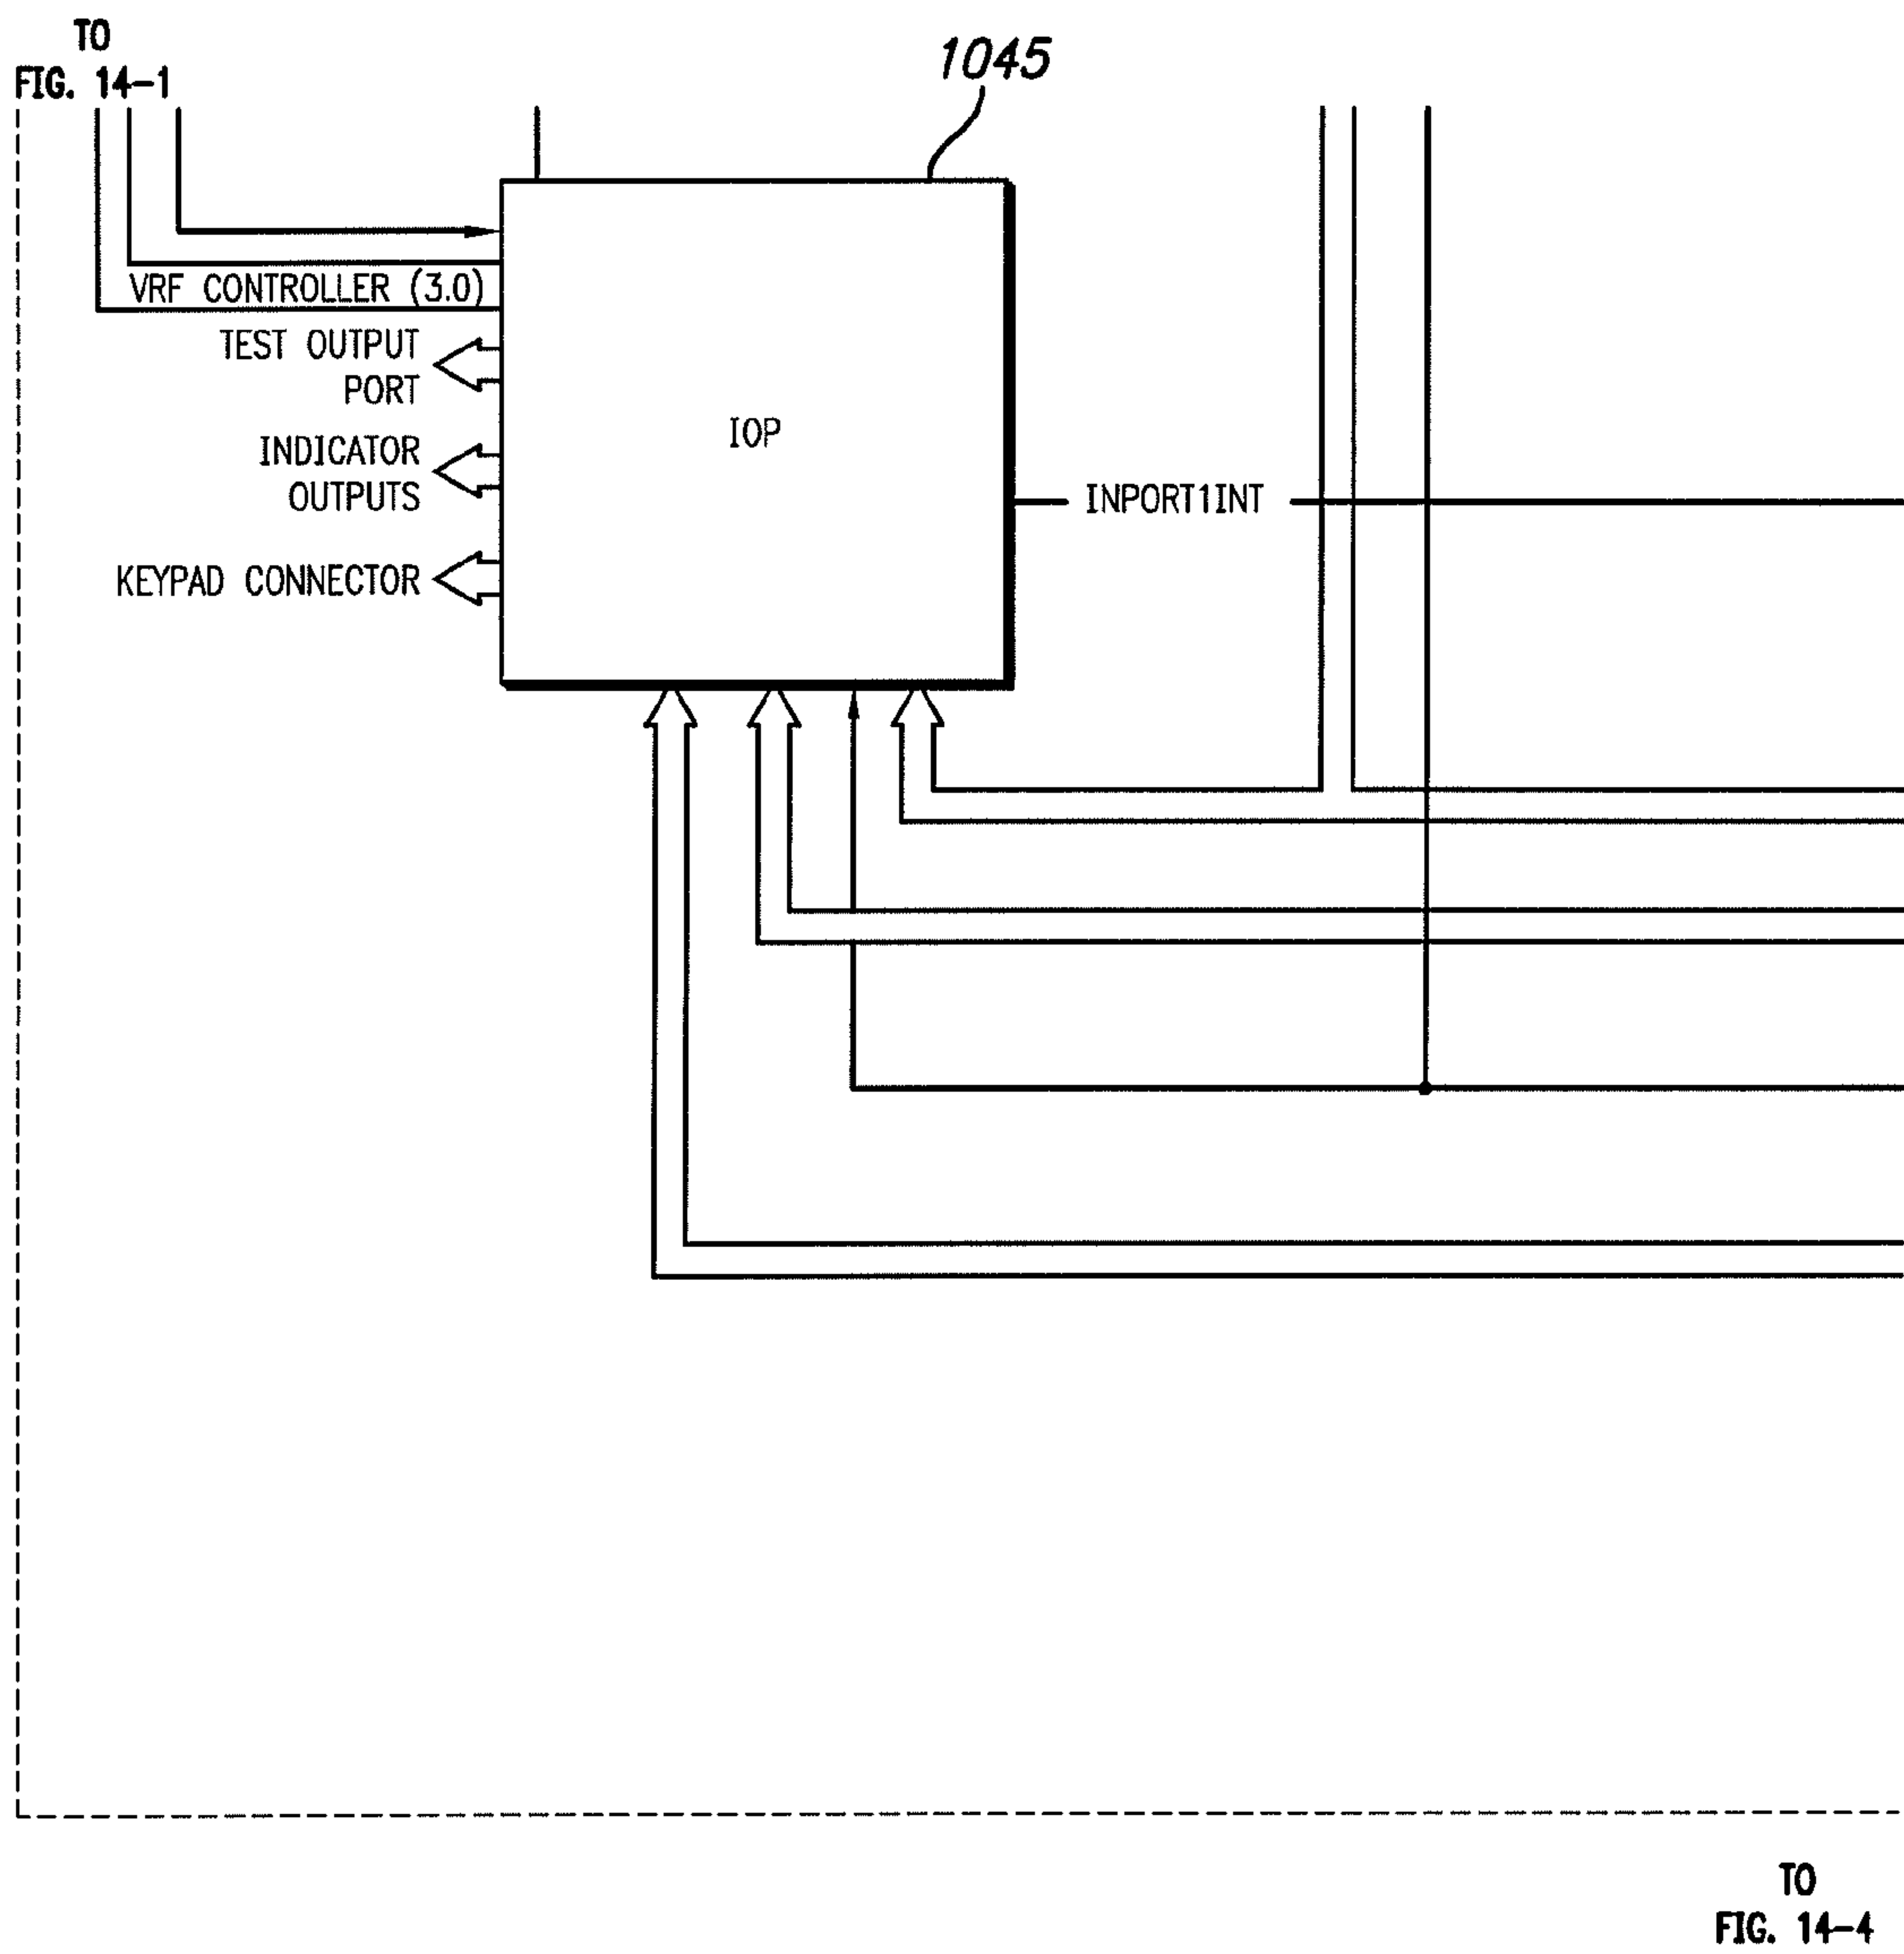 TO
FIG. 14-1
1045
VRF CONTROLLER (3.0)
TEST OUTPUT
PORT
IOP
INDICATOR
OUTPUTS
INPORT1INT
KEYPAD CONNECTOR
TO
FIG. 14-4